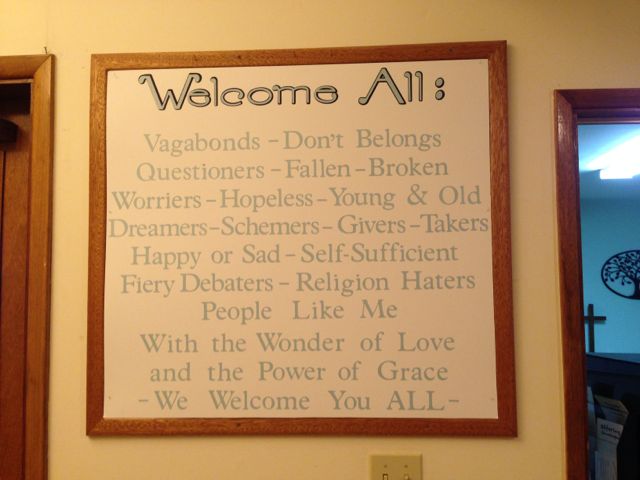 Welcome All:
Vagabonds – Don't Belongs
Questioners – Fallen – Broken
Worriers – Hopeless – Young & Old
Dreamers – Schemers – Givers – Takers
Happy or Sad – Self-Sufficient
Fiery Debaters – Religion Haters
People Like Me
With the Wonder of Love
and the Power of Grace
- We Welcome You ALL -